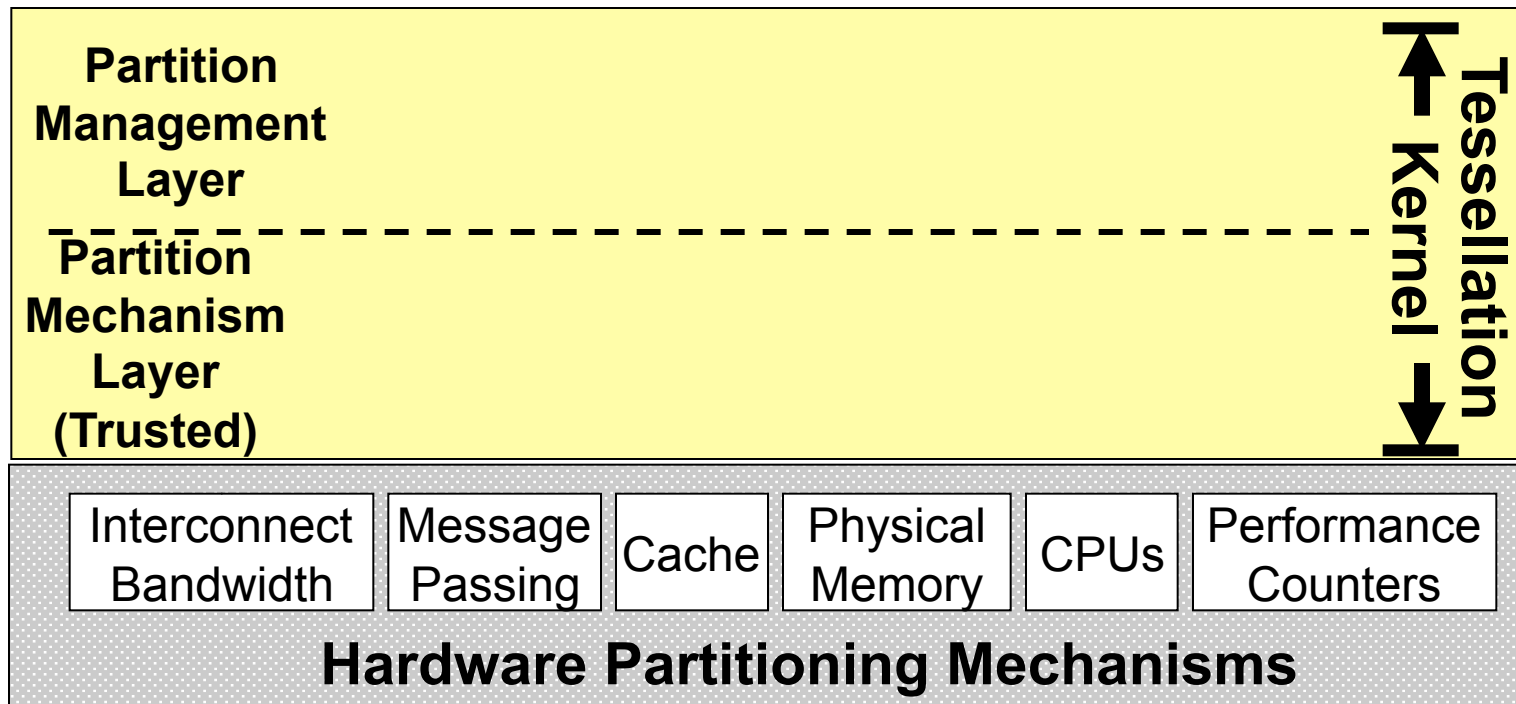 Partition
Management
Layer
Partition
Mechanism
Layer
(Trusted)
Tessellation
Kernel
Interconnect
Bandwidth
Message
Passing
Cache
Physical
Memory
CPUs
Performance
Counters
Hardware Partitioning Mechanisms